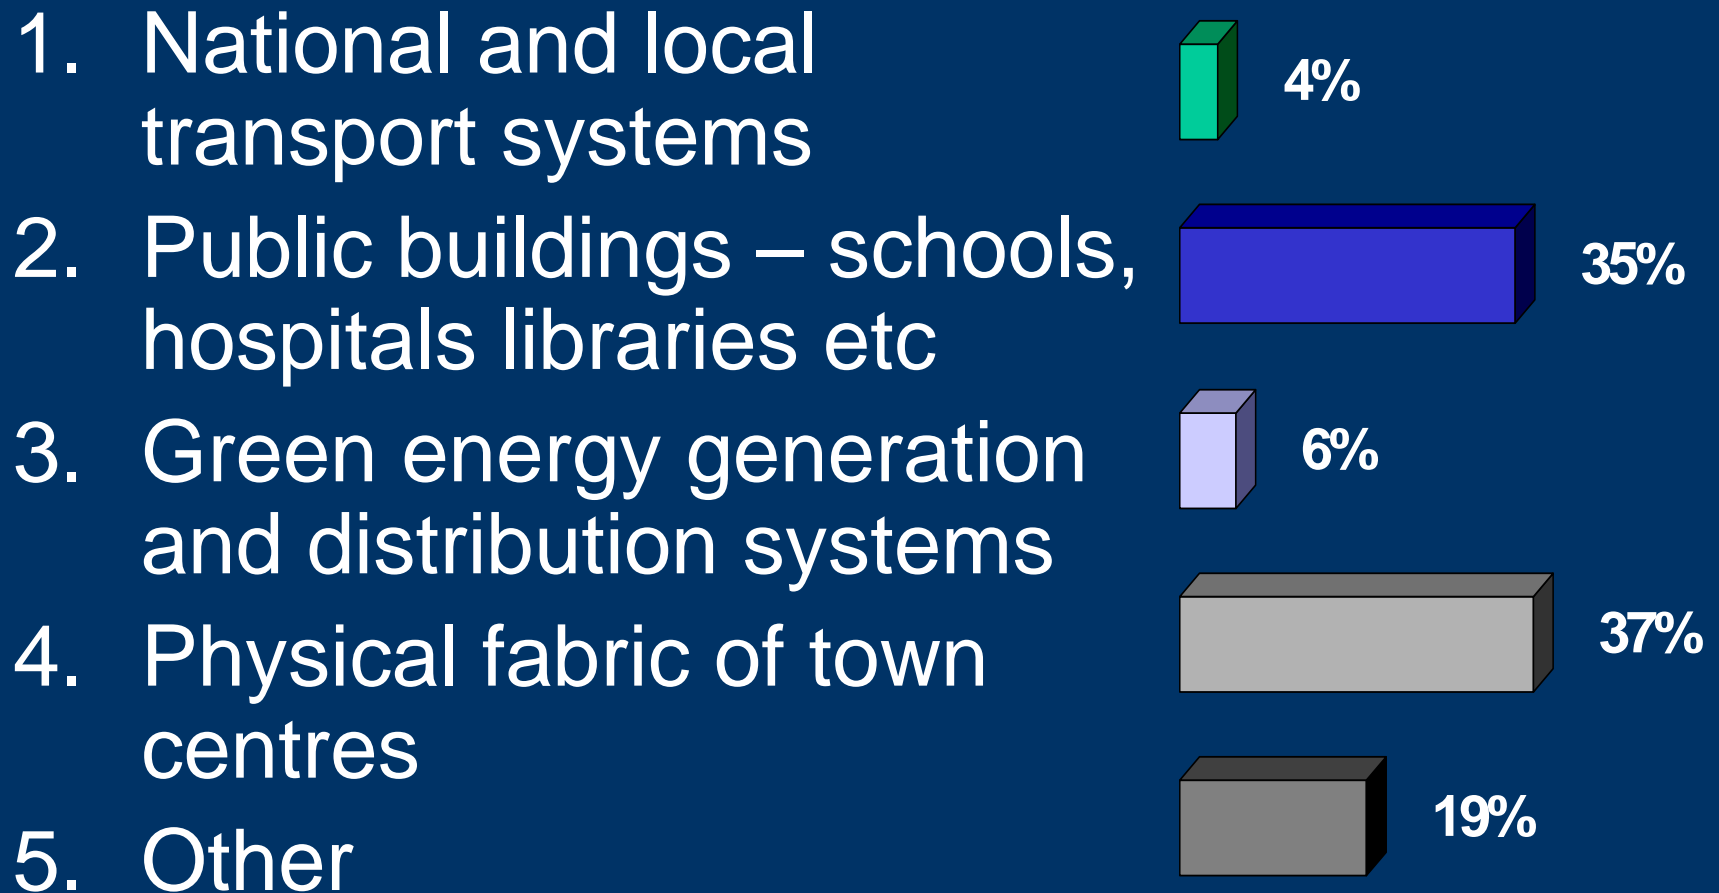 1. National and local
transport systems
4%
2. Public buildings – schools,
hospitals libraries etc
35%
3. Green energy generation
and distribution systems
6%
4. Physical fabric of town
centres
37%
5. Other
19%